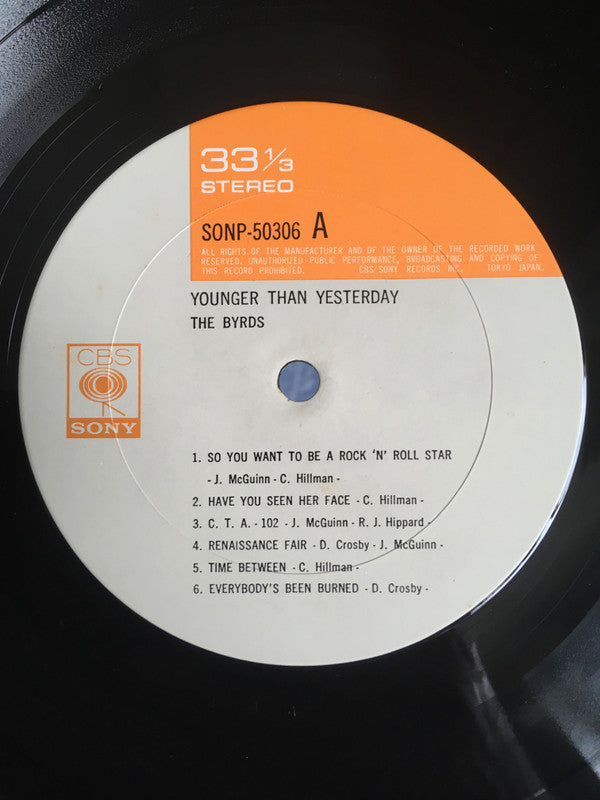 33 1/3
STEREO
SONP-50306 A
ALL RIGHTS OF THE MANUFACTURER AND OF THE OWNER OF THE RECORDED WORK
RESERVED. UNAUTHORIZED PUBLIC PERFORMANCE, BROADCASTING AND COPYING OF
THIS RECORD PROHIBITED. CBS/SONY RECORDS INC. TOKYO JAPAN.
YOUNGER THAN YESTERDAY
THE BYRDS
CBS
SONY
1. SO YOU WANT TO BE A ROCK 'N' ROLL STAR
- J. McGuinn - C. Hillman -
2. HAVE YOU SEEN HER FACE - C. Hillman -
3. C. T. A. - 102 - J. McGuinn - R. J. Hippard -
4. RENAISSANCE FAIR - D. Crosby - J. McGuinn -
5. TIME BETWEEN - C. Hillman -
6. EVERYBODY'S BEEN BURNED - D. Crosby -